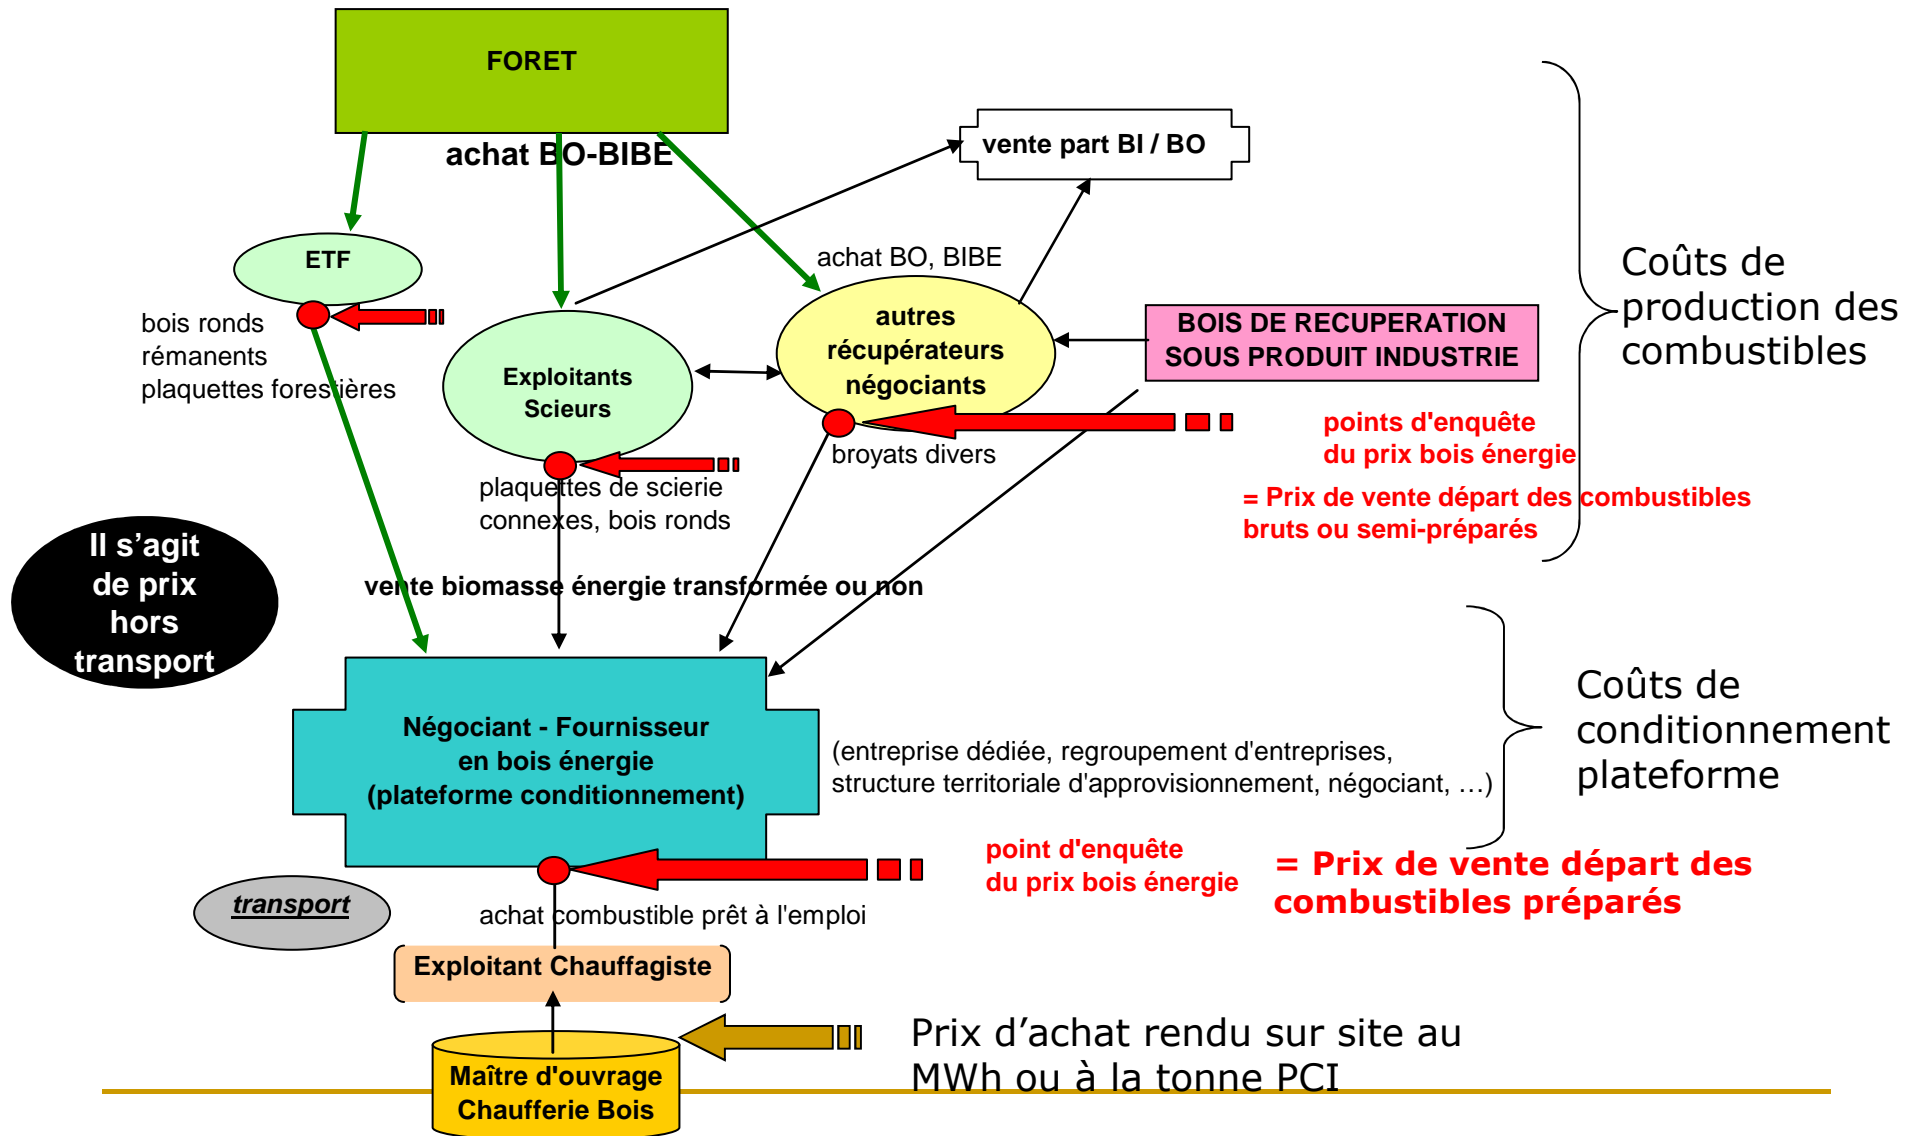 FORET
achat BO-BIBE
vente part BI / BO
ETF
achat BO, BIBE
bois ronds
rémanents
plaquettes forestières
Exploitants
Scieurs
autres
récupérateurs
négociants
BOIS DE RECUPERATION
SOUS PRODUIT INDUSTRIE
Coûts de
production des
combustibles
points d'enquête
du prix bois énergie
= Prix de vente départ des combustibles
bruts ou semi-préparés
broyats divers
plaquettes de scierie
connexes, bois ronds
Il s’agit
de prix
hors
transport
vente biomasse énergie transformée ou non
Négociant - Fournisseur
en bois énergie
(plateforme conditionnement)
(entreprise dédiée, regroupement d'entreprises,
structure territoriale d'approvisionnement, négociant, …)
Coûts de
conditionnement
plateforme
point d'enquête
du prix bois énergie
= Prix de vente départ des
combustibles préparés
transport
achat combustible prêt à l'emploi
Exploitant Chauffagiste
Maître d'ouvrage
Chaufferie Bois
Prix d’achat rendu sur site au
MWh ou à la tonne PCI